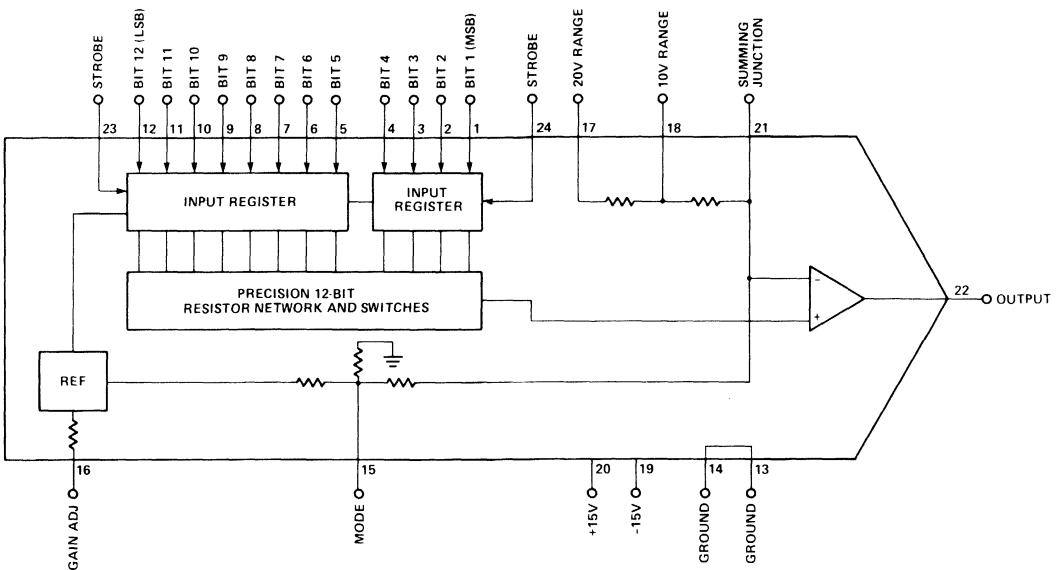 STROBE
BIT 12 (LSB)
BIT 11
BIT 10
BIT 9
BIT 8
BIT 7
BIT 6
BIT 5
BIT 4
BIT 3
BIT 2
BIT 1 (MSB)
STROBE
20V RANGE
10V RANGE
SUMMING
JUNCTION
23
12
11
10
9
8
7
6
5
4
3
2
1
24
17
18
21
INPUT REGISTER
INPUT
REGISTER
PRECISION 12-BIT
RESISTOR NETWORK AND SWITCHES
-
+
22
OUTPUT
REF
16
15
20
19
14
13
GAIN ADJ
MODE
+15V
-15V
GROUND
GROUND